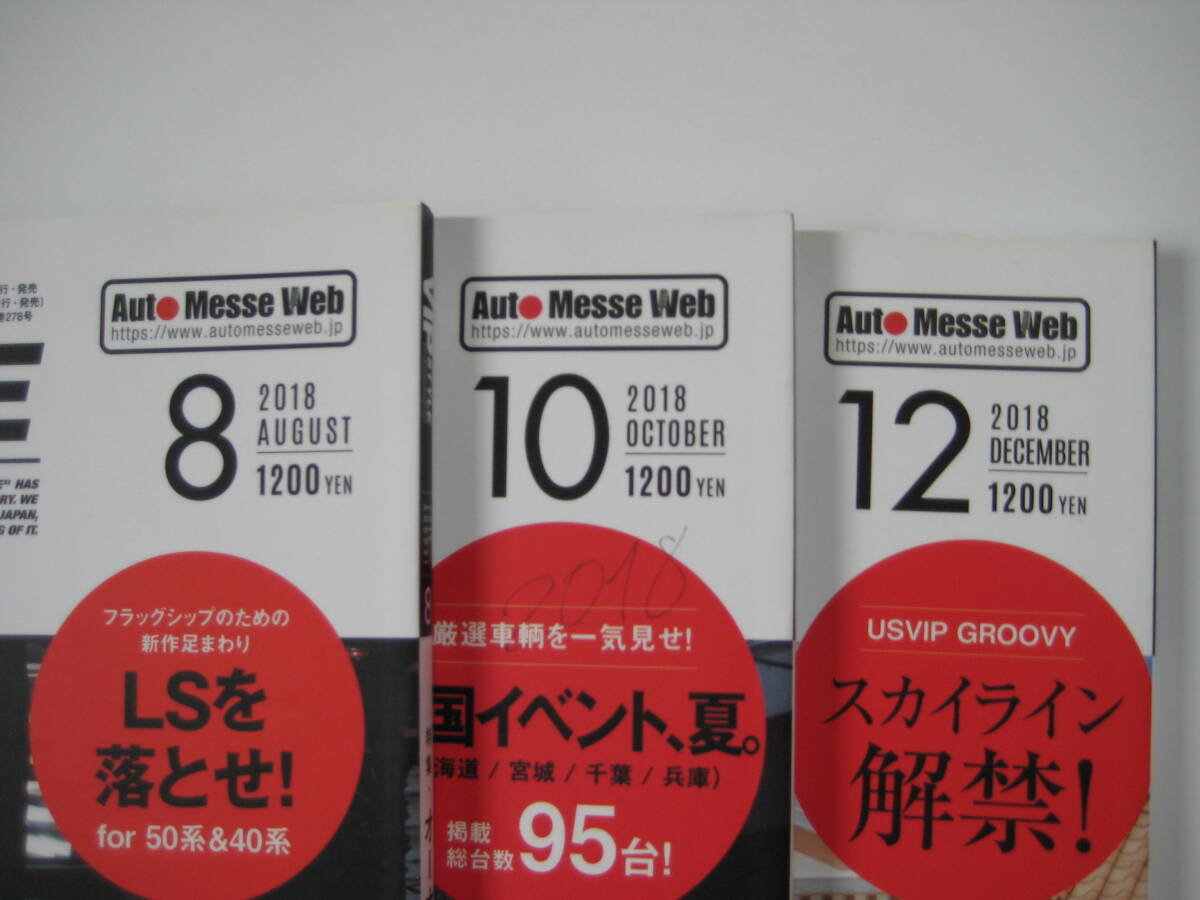 行・発売
行・発売）
278号
E
E" HAS
RY. WE
JAPAN,
G OF IT.
Auto Messe Web
https://www.automesseweb.jp
8
2018
AUGUST
1200 YEN
フラッグシップのための
新作足まわり
LSを
落とせ!
for 50系&40系
8
Auto Messe Web
https://www.automesseweb.jp
10
2018
OCTOBER
1200 YEN
2018
厳選車輌を一気見せ!
国イベント、夏。
海道 / 宮城 / 千葉 / 兵庫）
掲載
総台数
95台!
Auto Messe Web
https://www.automesseweb.jp
12
2018
DECEMBER
1200 YEN
USVIP GROOVY
スカイライン
解禁!